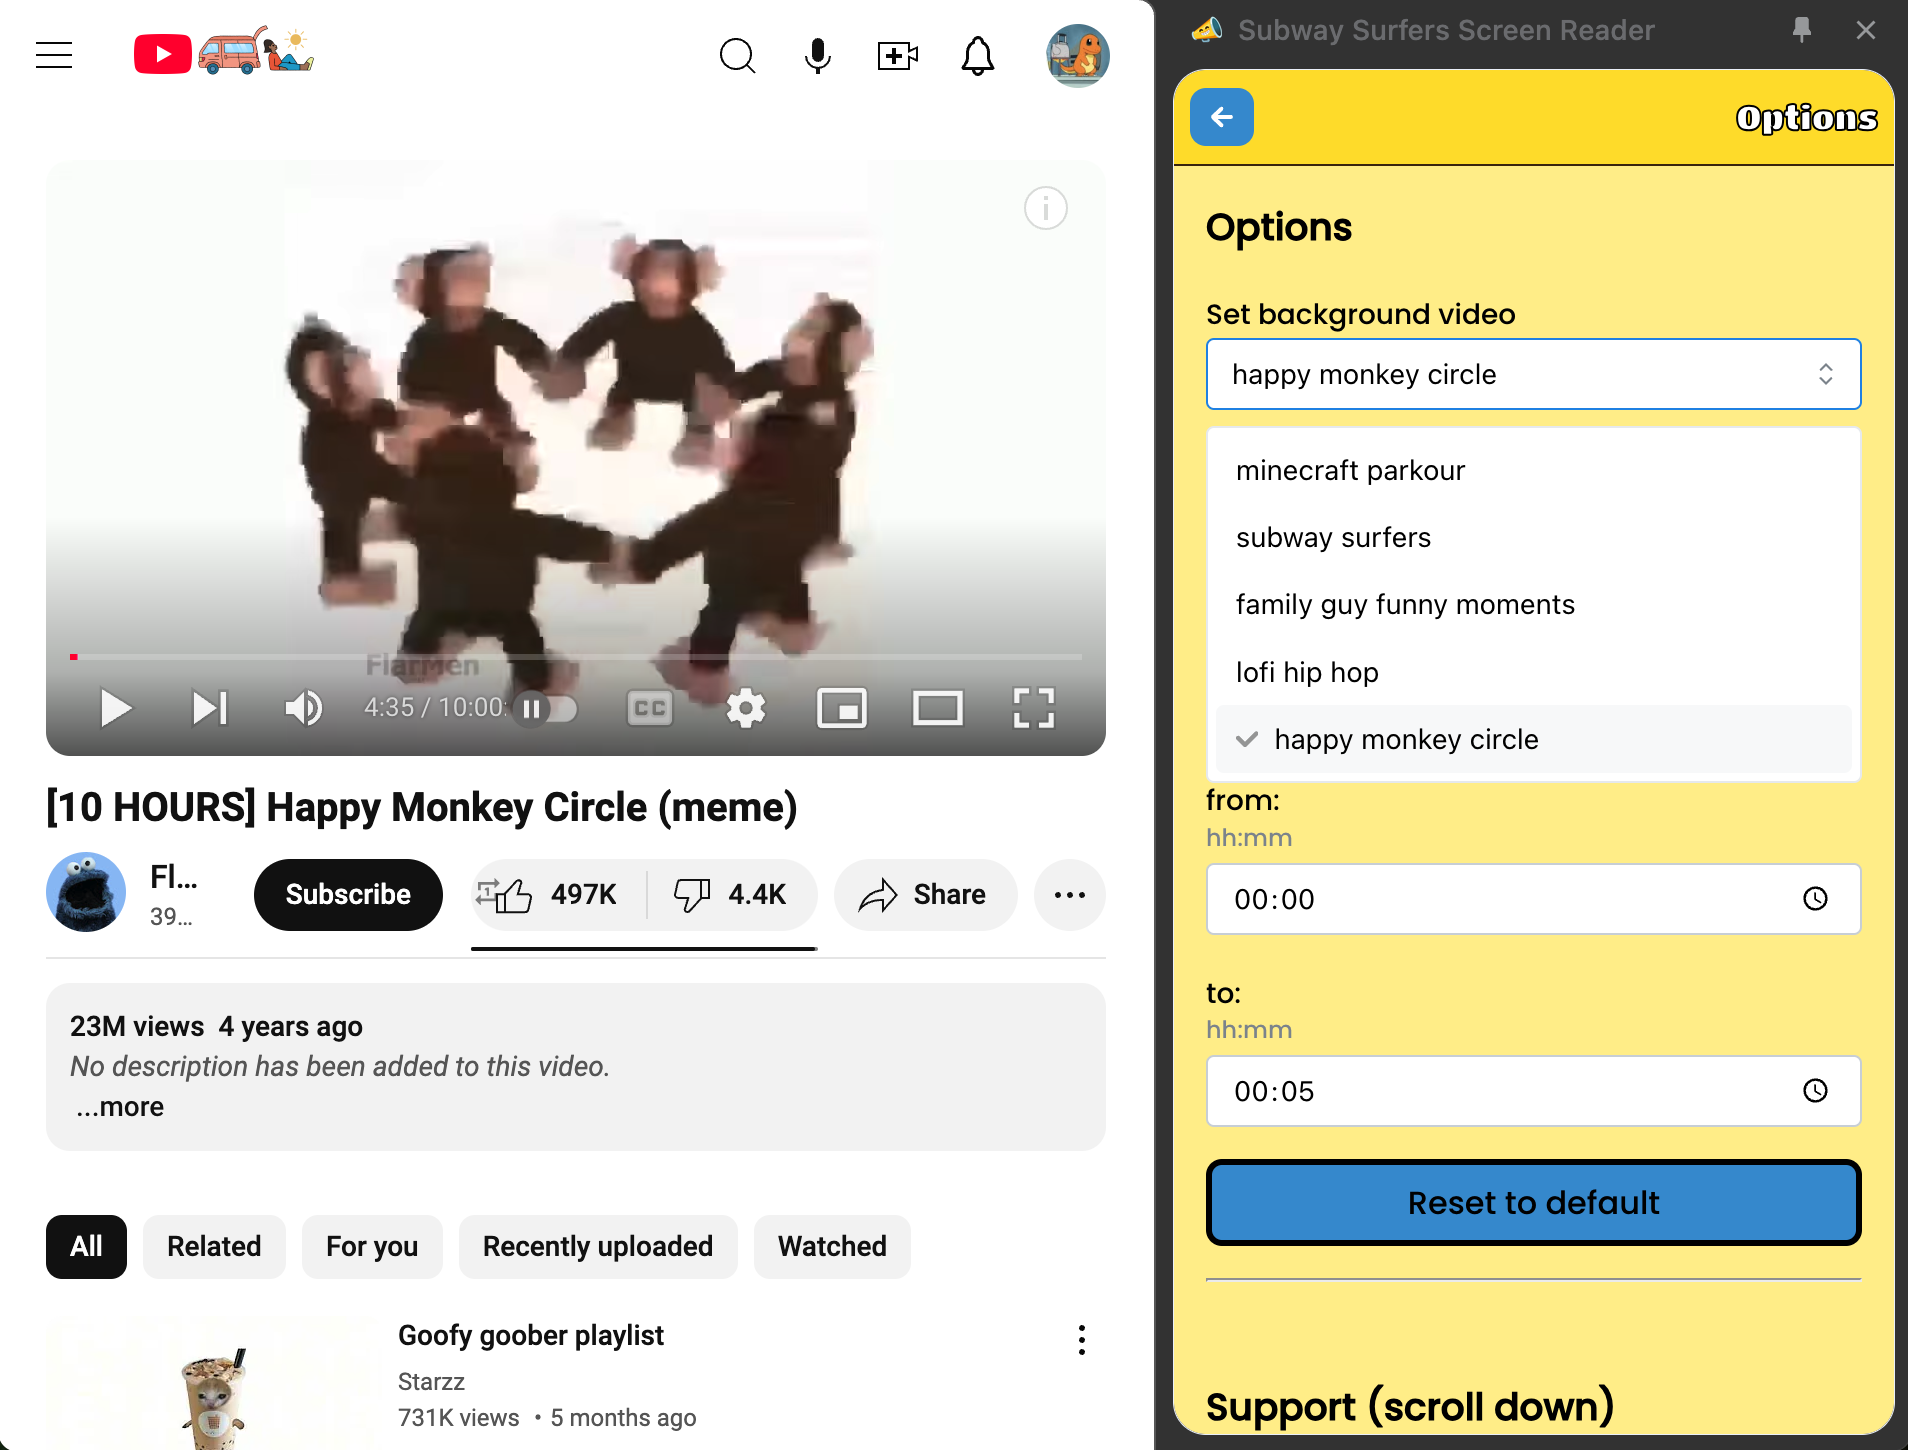 Subway Surfers Screen Reader
Options
Options
Set background video
happy monkey circle
minecraft parkour
subway surfers
family guy funny moments
lofi hip hop
happy monkey circle
from:
hh:mm
00:00
to:
hh:mm
00:05
Reset to default
Support (scroll down)
FlarMen
4:35 / 10:00:
CC
[10 HOURS] Happy Monkey Circle (meme)
Fl...
39...
Subscribe
497K
4.4K
Share
23M views 4 years ago
No description has been added to this video.
...more
All
Related
For you
Recently uploaded
Watched
Goofy goober playlist
Starzz
731K views • 5 months ago